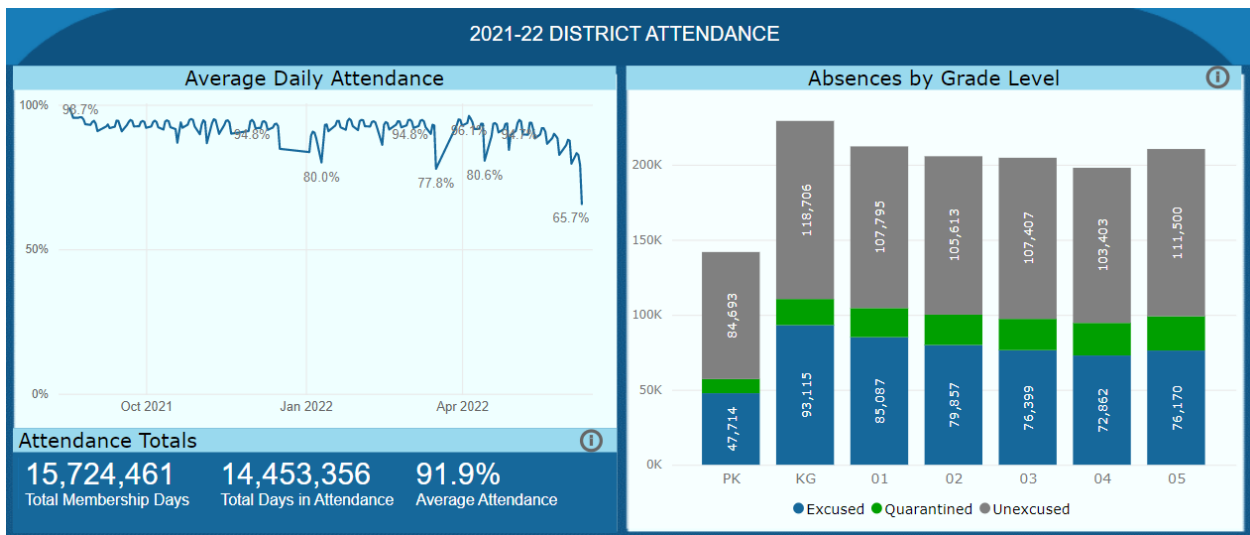 2021-22 DISTRICT ATTENDANCE
Average Daily Attendance
100%
50%
0%
98.7%
94.8%
80.0%
94.8%
77.8%
96.1%
80.6%
94.7%
65.7%
Oct 2021
Jan 2022
Apr 2022
Attendance Totals
15,724,461
Total Membership Days
14,453,356
Total Days in Attendance
91.9%
Average Attendance
Absences by Grade Level
200K
150K
100K
50K
0K
84,693
47,714
118,706
93,115
107,795
85,087
105,613
79,857
107,407
76,399
103,403
72,862
111,500
76,170
PK KG 01 02 03 04 05
Excused Quarantined Unexcused